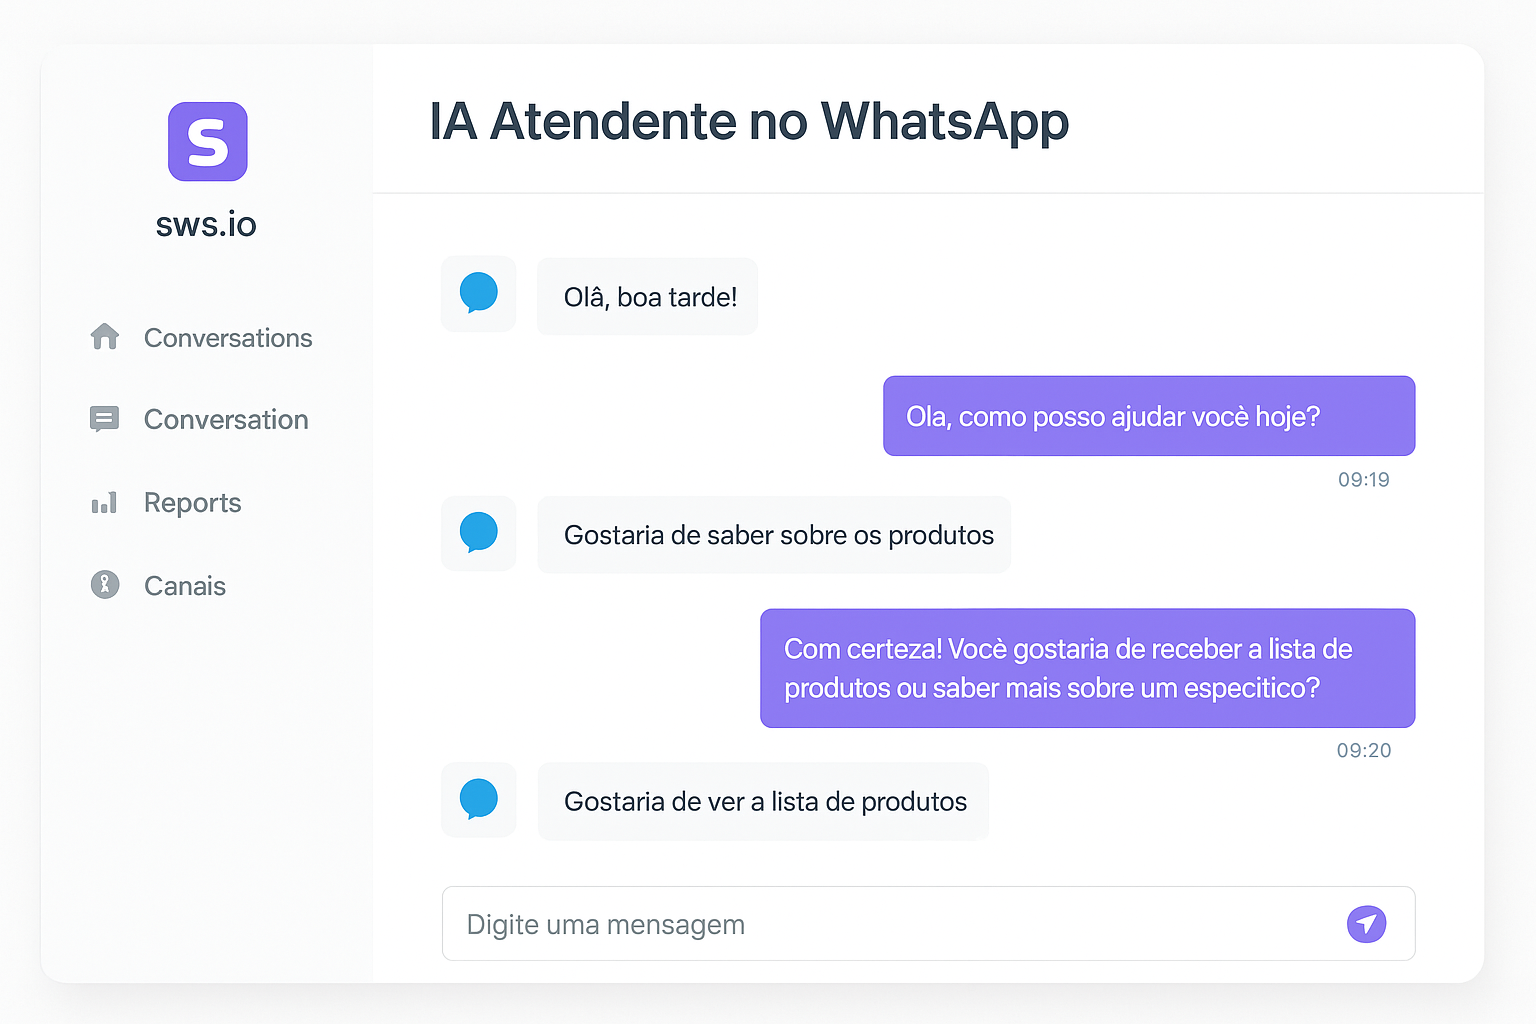 S
sws.io
Conversations
Conversation
Reports
Canais
IA Atendente no WhatsApp
Olâ, boa tarde!
Ola, como posso ajudar vocè hoje?
09:19
Gostaria de saber sobre os produtos
Com certeza! Vocè gostaria de receber a lista de
produtos ou saber mais sobre um especitico?
09:20
Gostaria de ver a lista de produtos
Digite uma mensagem